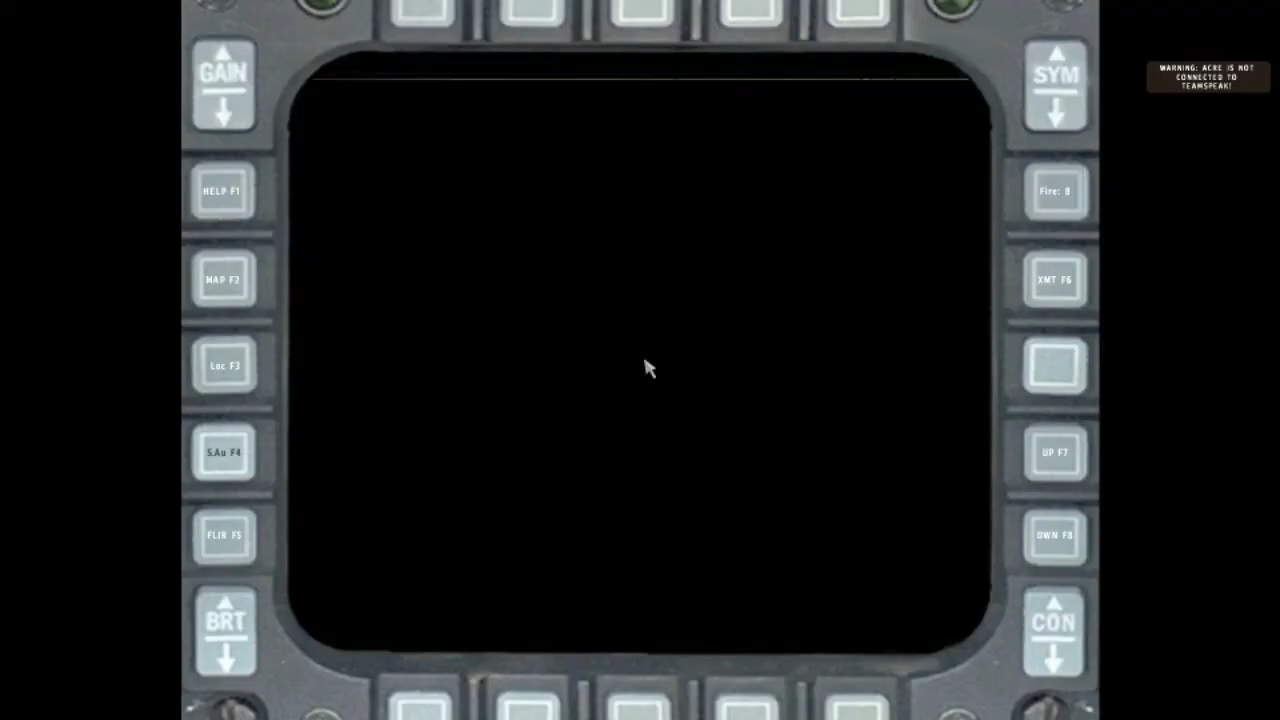 GAIN
SYM
WARNING: ACRE IS NOT
CONNECTED TO
TEAMSPEAK!
HELP F1
Fire: 8
MAP F2
XMT F6
Loc F3
S.Au F4
UP F7
FLIR F5
DWN F8
BRT
CON